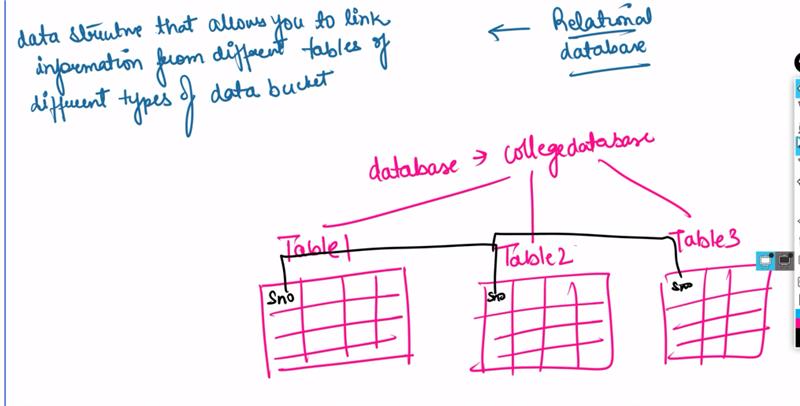 data structure that allows you to link
information from different tables of
different types of data bucket
← Relational
database
database → collegedatabase
Table1
Table2
Table3
Sno
Sno
Sno